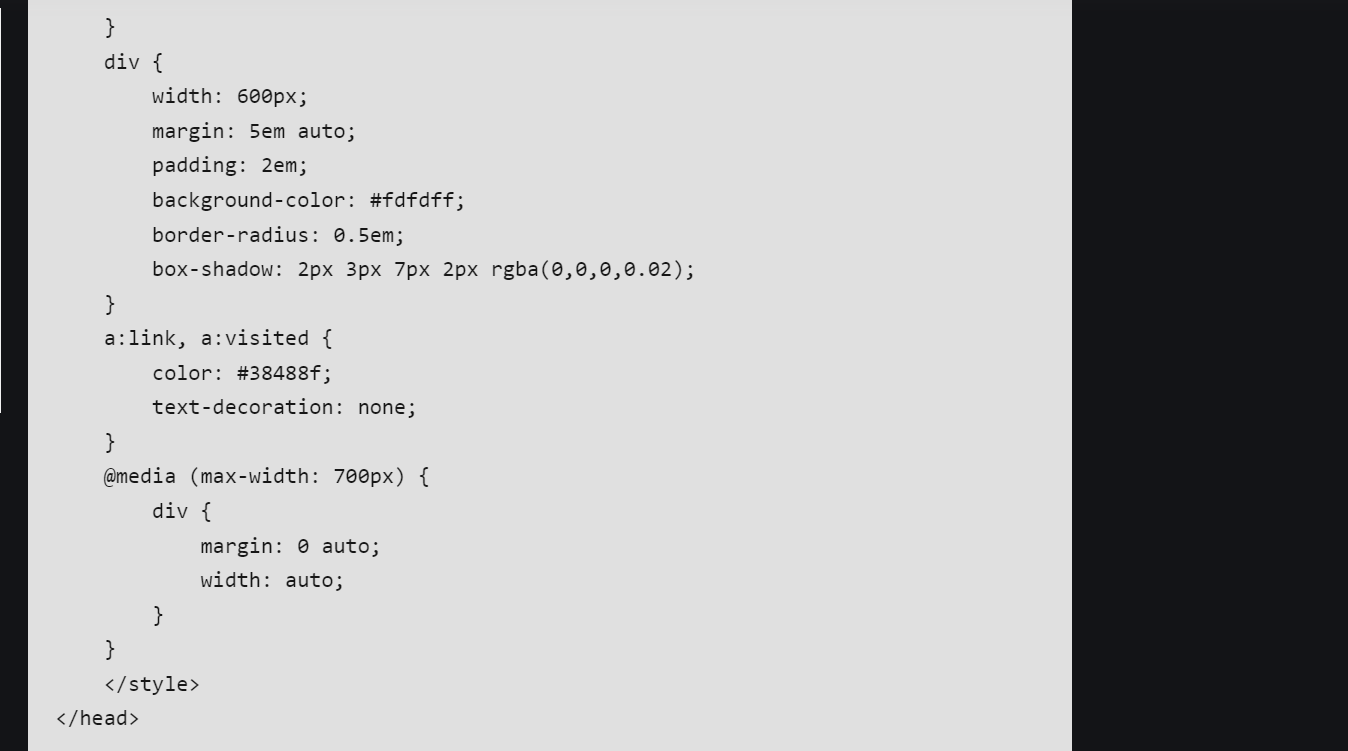 }
div {
width: 600px;
margin: 5em auto;
padding: 2em;
background-color: #fdfdff;
border-radius: 0.5em;
box-shadow: 2px 3px 7px 2px rgba(0,0,0,0.02);
}
a:link, a:visited {
color: #38488f;
text-decoration: none;
}
@media (max-width: 700px) {
div {
margin: 0 auto;
width: auto;
}
}
</style>
</head>